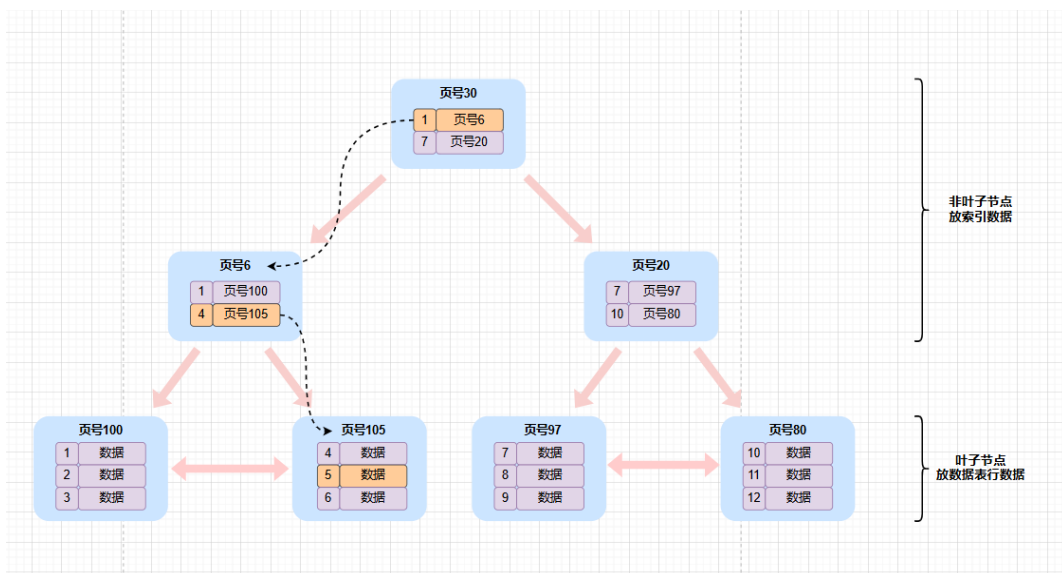 页号30
1 页号6
7 页号20
非叶子节点
放索引数据
页号6
1 页号100
4 页号105
页号20
7 页号97
10 页号80
页号100
1 数据
2 数据
3 数据
页号105
4 数据
5 数据
6 数据
页号97
7 数据
8 数据
9 数据
页号80
10 数据
11 数据
12 数据
叶子节点
放数据表行数据